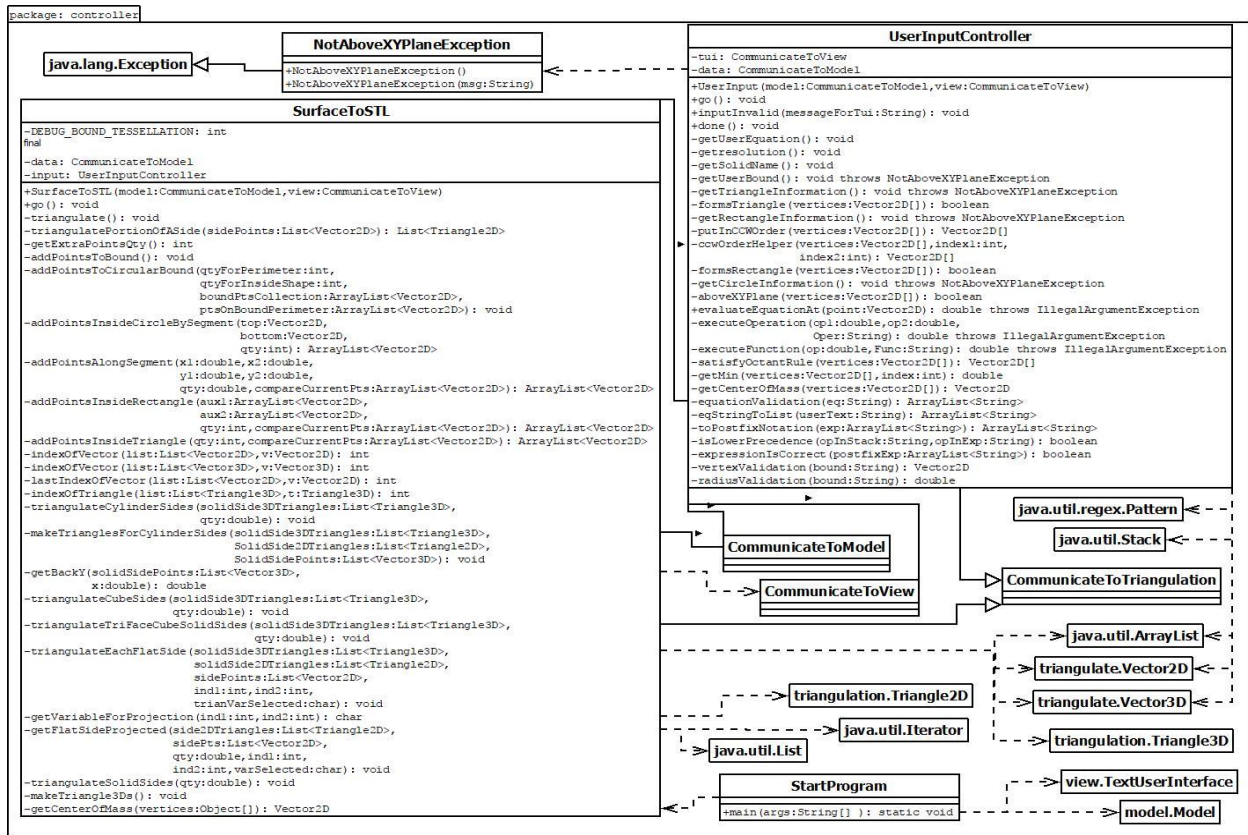 package: controller
NotAboveXYPlaneException
+NotAboveXYPlaneException()
+NotAboveXYPlaneException(msg:String)
java.lang.Exception
SurfaceToSTL
-DEBUG_BOUND_TESSELLATION: int
final
-data: CommunicateToModel
-input: UserInputController
+SurfaceToSTL(model:CommunicateToModel,view:CommunicateToView)
+go(): void
-triangulate(): void
-triangulatePortionOfASide(sidePoints:List<Vector2D>): List<Triangle2D>
-getExtraPointsQty(): int
-addPointsToBound(): void
-addPointsToCircularBound(qtyForPerimeter:int,
qtyForInsideShape:int,
boundPtsCollection:ArrayList<Vector2D>,
ptsOnBoundPerimeter:ArrayList<Vector2D>): void
-addPointsInsideCircleBySegment(top:Vector2D,
bottom:Vector2D,
qty:int): ArrayList<Vector2D>
-addPointsAlongSegment(x1:double,x2:double,
y1:double,y2:double,
qty:double,compareCurrentPts:ArrayList<Vector2D>): ArrayList<Vector2D>
-addPointsInsideRectangle(aux1:ArrayList<Vector2D>,
aux2:ArrayList<Vector2D>,
qty:int,compareCurrentPts:ArrayList<Vector2D>): ArrayList<Vector2D>
-addPointsInsideTriangle(qty:int,compareCurrentPts:ArrayList<Vector2D>): ArrayList<Vector2D>
-indexOfVector(list:List<Vector2D>,v:Vector2D): int
-indexOfVector(list:List<Vector3D>,v:Vector3D): int
-lastIndexOfVector(list:List<Vector2D>,v:Vector2D): int
-indexOfTriangle(list:List<Triangle3D>,t:Triangle3D): int
-triangulateCylinderSides(solidSide3DTriangles:List<Triangle3D>,
qty:double): void
-makeTrianglesForCylinderSides(solidSide3DTriangles:List<Triangle3D>,
SolidSide2DTriangles:List<Triangle2D>,
SolidSidePoints:List<Vector3D>): void
-getBackY(solidSidePoints:List<Vector3D>,
x:double): double
-triangulateCubeSides(solidSide3DTriangles:List<Triangle3D>,
qty:double): void
-triangulateTriFaceCubeSolidSides(solidSide3DTriangles:List<Triangle3D>,
qty:double): void
-triangulateEachFlatSide(solidSide3DTriangles:List<Triangle3D>,
solidSide2DTriangles:List<Triangle2D>,
sidePoints:List<Vector2D>,
ind1:int,ind2:int,
trianVarSelected:char): void
-getVariableForProjection(ind1:int,ind2:int): char
-getFlatSideProjected(side2DTriangles:List<Triangle2D>,
sidePts:List<Vector2D>,
qty:double,ind1:int,
ind2:int,varSelected:char): void
-triangulateSolidSides(qty:double): void
-makeTriangle3Ds(): void
-getCenterOfMass(vertices:Object[]): Vector2D
UserInputController
-tui: CommunicateToView
-data: CommunicateToModel
+UserInput(model:CommunicateToModel,view:CommunicateToView)
+go(): void
+inputInvalid(messageForTui:String): void
+done(): void
-getUserEquation(): void
-getresolution(): void
-getSolidName(): void
-getUserBound(): void throws NotAboveXYPlaneException
-getTriangleInformation(): void throws NotAboveXYPlaneException
-formsTriangle(vertices:Vector2D[]): boolean
-getRectangleInformation(): void throws NotAboveXYPlaneException
-putInCCWOrder(vertices:Vector2D[]): Vector2D[]
-ccwOrderHelper(vertices:Vector2D[],index1:int,
index2:int): Vector2D[]
-formsRectangle(vertices:Vector2D[]): boolean
-getCircleInformation(): void throws NotAboveXYPlaneException
-aboveXYPlane(vertices:Vector2D[]): boolean
+evaluateEquationAt(point:Vector2D): double throws IllegalArgumentException
-executeOperation(op1:double,op2:double,
Oper:String): double throws IllegalArgumentException
-executeFunction(op:double,Func:String): double throws IllegalArgumentException
-satisfyOctantRule(vertices:Vector2D[]): Vector2D[]
-getMin(vertices:Vector2D[],index:int): double
-getCenterOfMass(vertices:Vector2D[]): Vector2D
-equationValidation(eq:String): ArrayList<String>
-eqStringToList(userText:String): ArrayList<String>
-toPostfixNotation(exp:ArrayList<String>): ArrayList<String>
-isLowerPrecedence(opInStack:String,opInExp:String): boolean
-expressionIsCorrect(postfixExp:ArrayList<String>): boolean
-vertexValidation(bound:String): Vector2D
-radiusValidation(bound:String): double
java.util.regex.Pattern
java.util.Stack
CommunicateToModel
CommunicateToView
CommunicateToTriangulation
java.util.ArrayList
triangulate.Vector2D
triangulate.Vector3D
triangulation.Triangle2D
java.util.Iterator
java.util.List
triangulation.Triangle3D
StartProgram
+main(args:String[] ): static void
view.TextUserInterface
model.Model